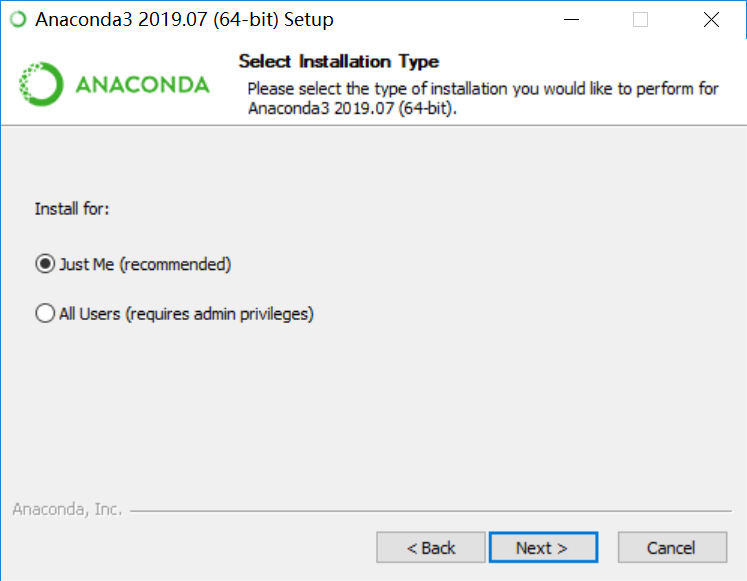 Anaconda3 2019.07 (64-bit) Setup
ANACONDA
Select Installation Type
Please select the type of installation you would like to perform for
Anaconda3 2019.07 (64-bit).
Install for:
Just Me (recommended)
All Users (requires admin privileges)
Anaconda, Inc.
< Back
Next >
Cancel